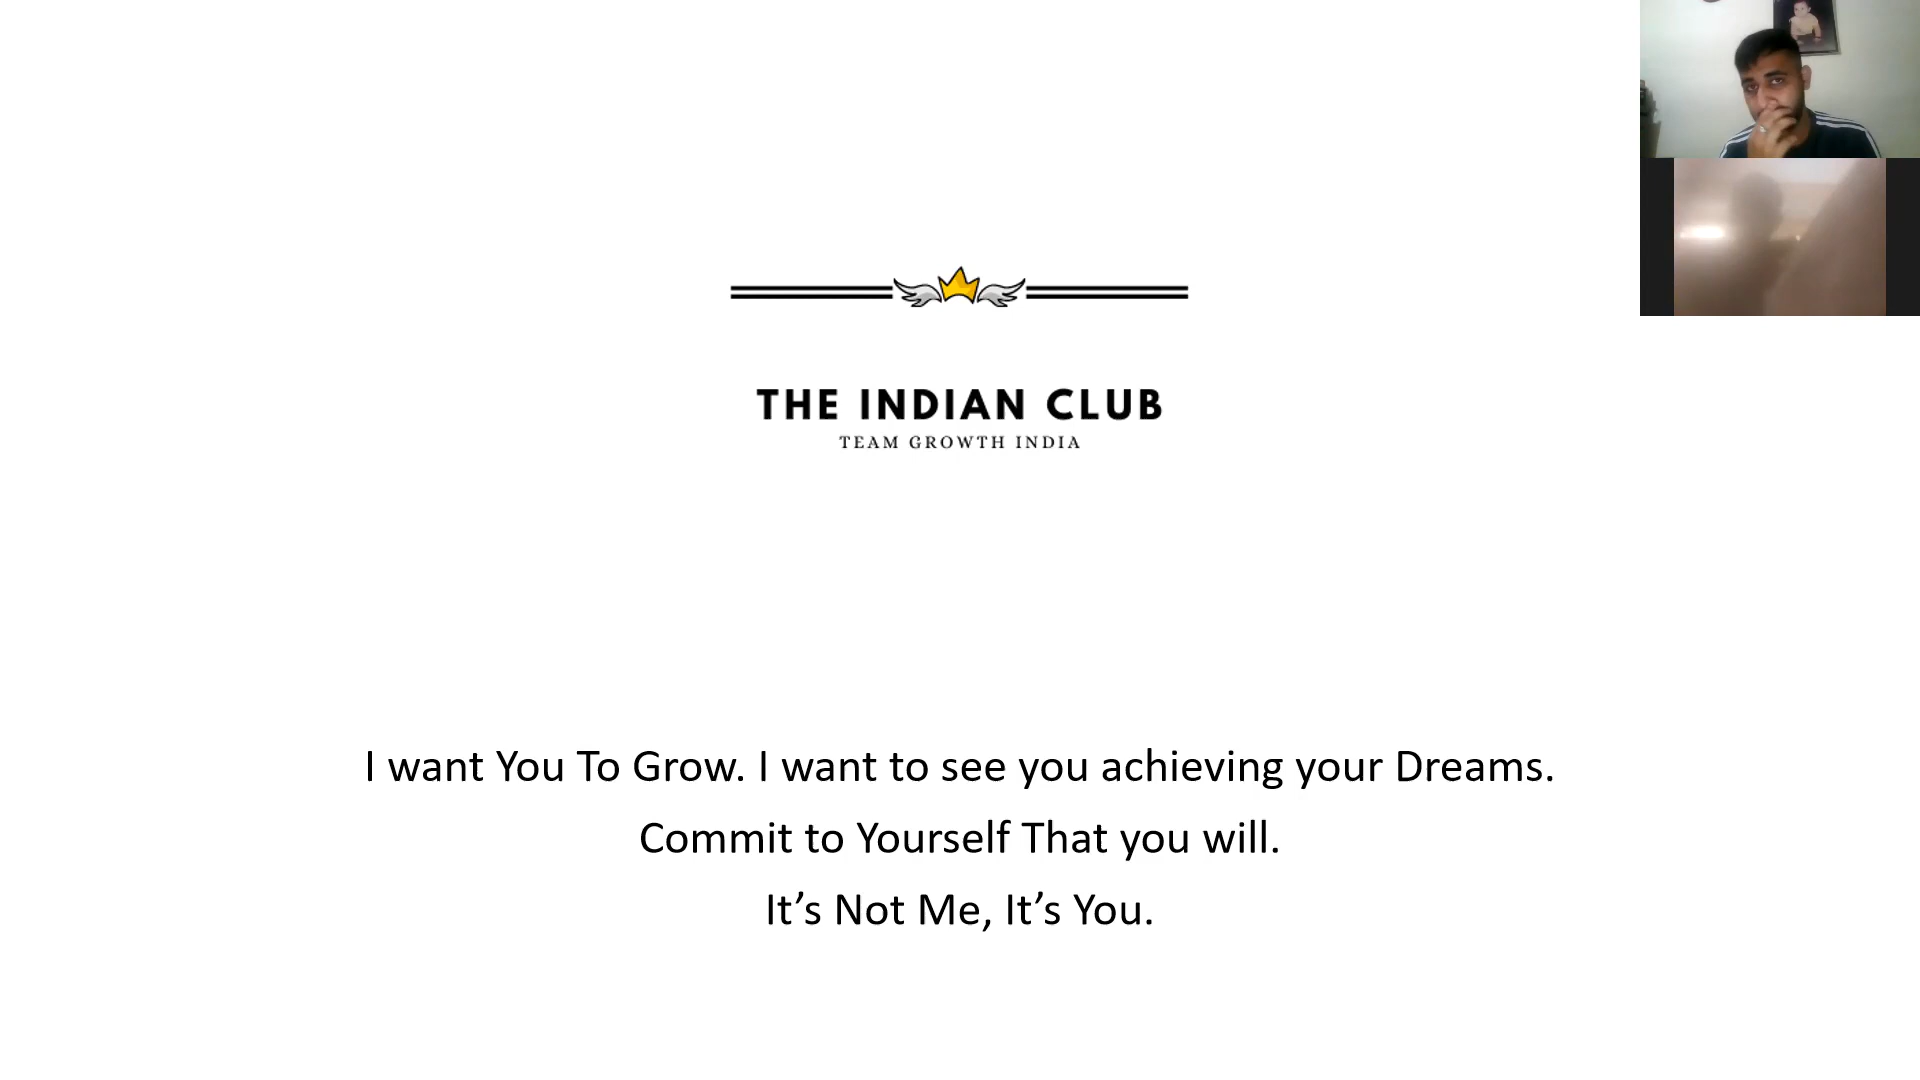 THE INDIAN CLUB
TEAM GROWTH INDIA
I want You To Grow. I want to see you achieving your Dreams.
Commit to Yourself That you will.
It’s Not Me, It’s You.